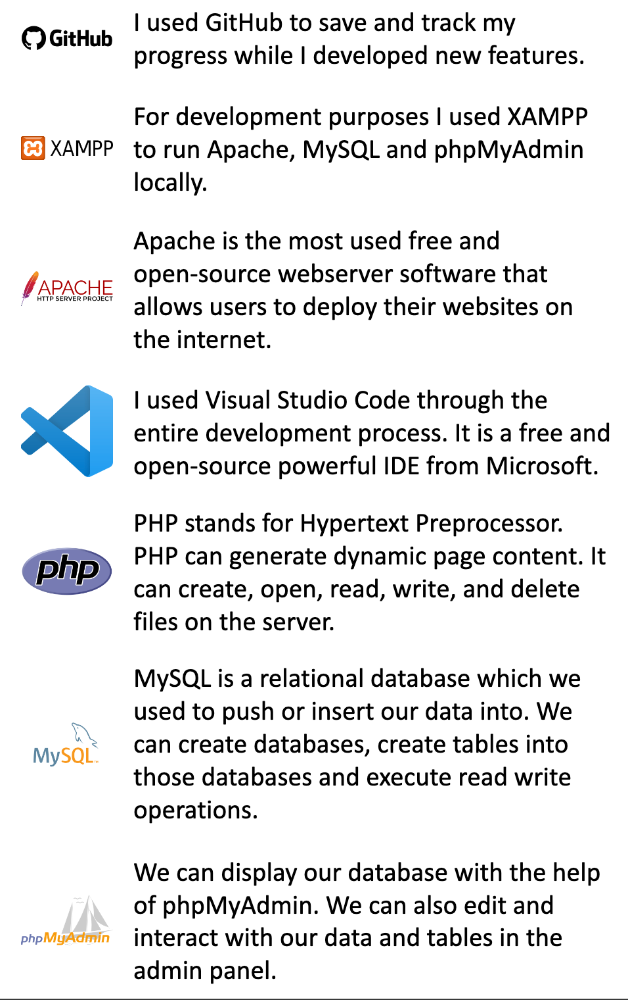 GitHub
I used GitHub to save and track my
progress while I developed new features.
XAMPP
For development purposes I used XAMPP
to run Apache, MySQL and phpMyAdmin
locally.
APACHE
HTTP SERVER PROJECT
Apache is the most used free and
open-source webserver software that
allows users to deploy their websites on
the internet.
I used Visual Studio Code through the
entire development process. It is a free and
open-source powerful IDE from Microsoft.
php
PHP stands for Hypertext Preprocessor.
PHP can generate dynamic page content. It
can create, open, read, write, and delete
files on the server.
MySQL™
MySQL is a relational database which we
used to push or insert our data into. We
can create databases, create tables into
those databases and execute read write
operations.
phpMyAdmin
We can display our database with the help
of phpMyAdmin. We can also edit and
interact with our data and tables in the
admin panel.